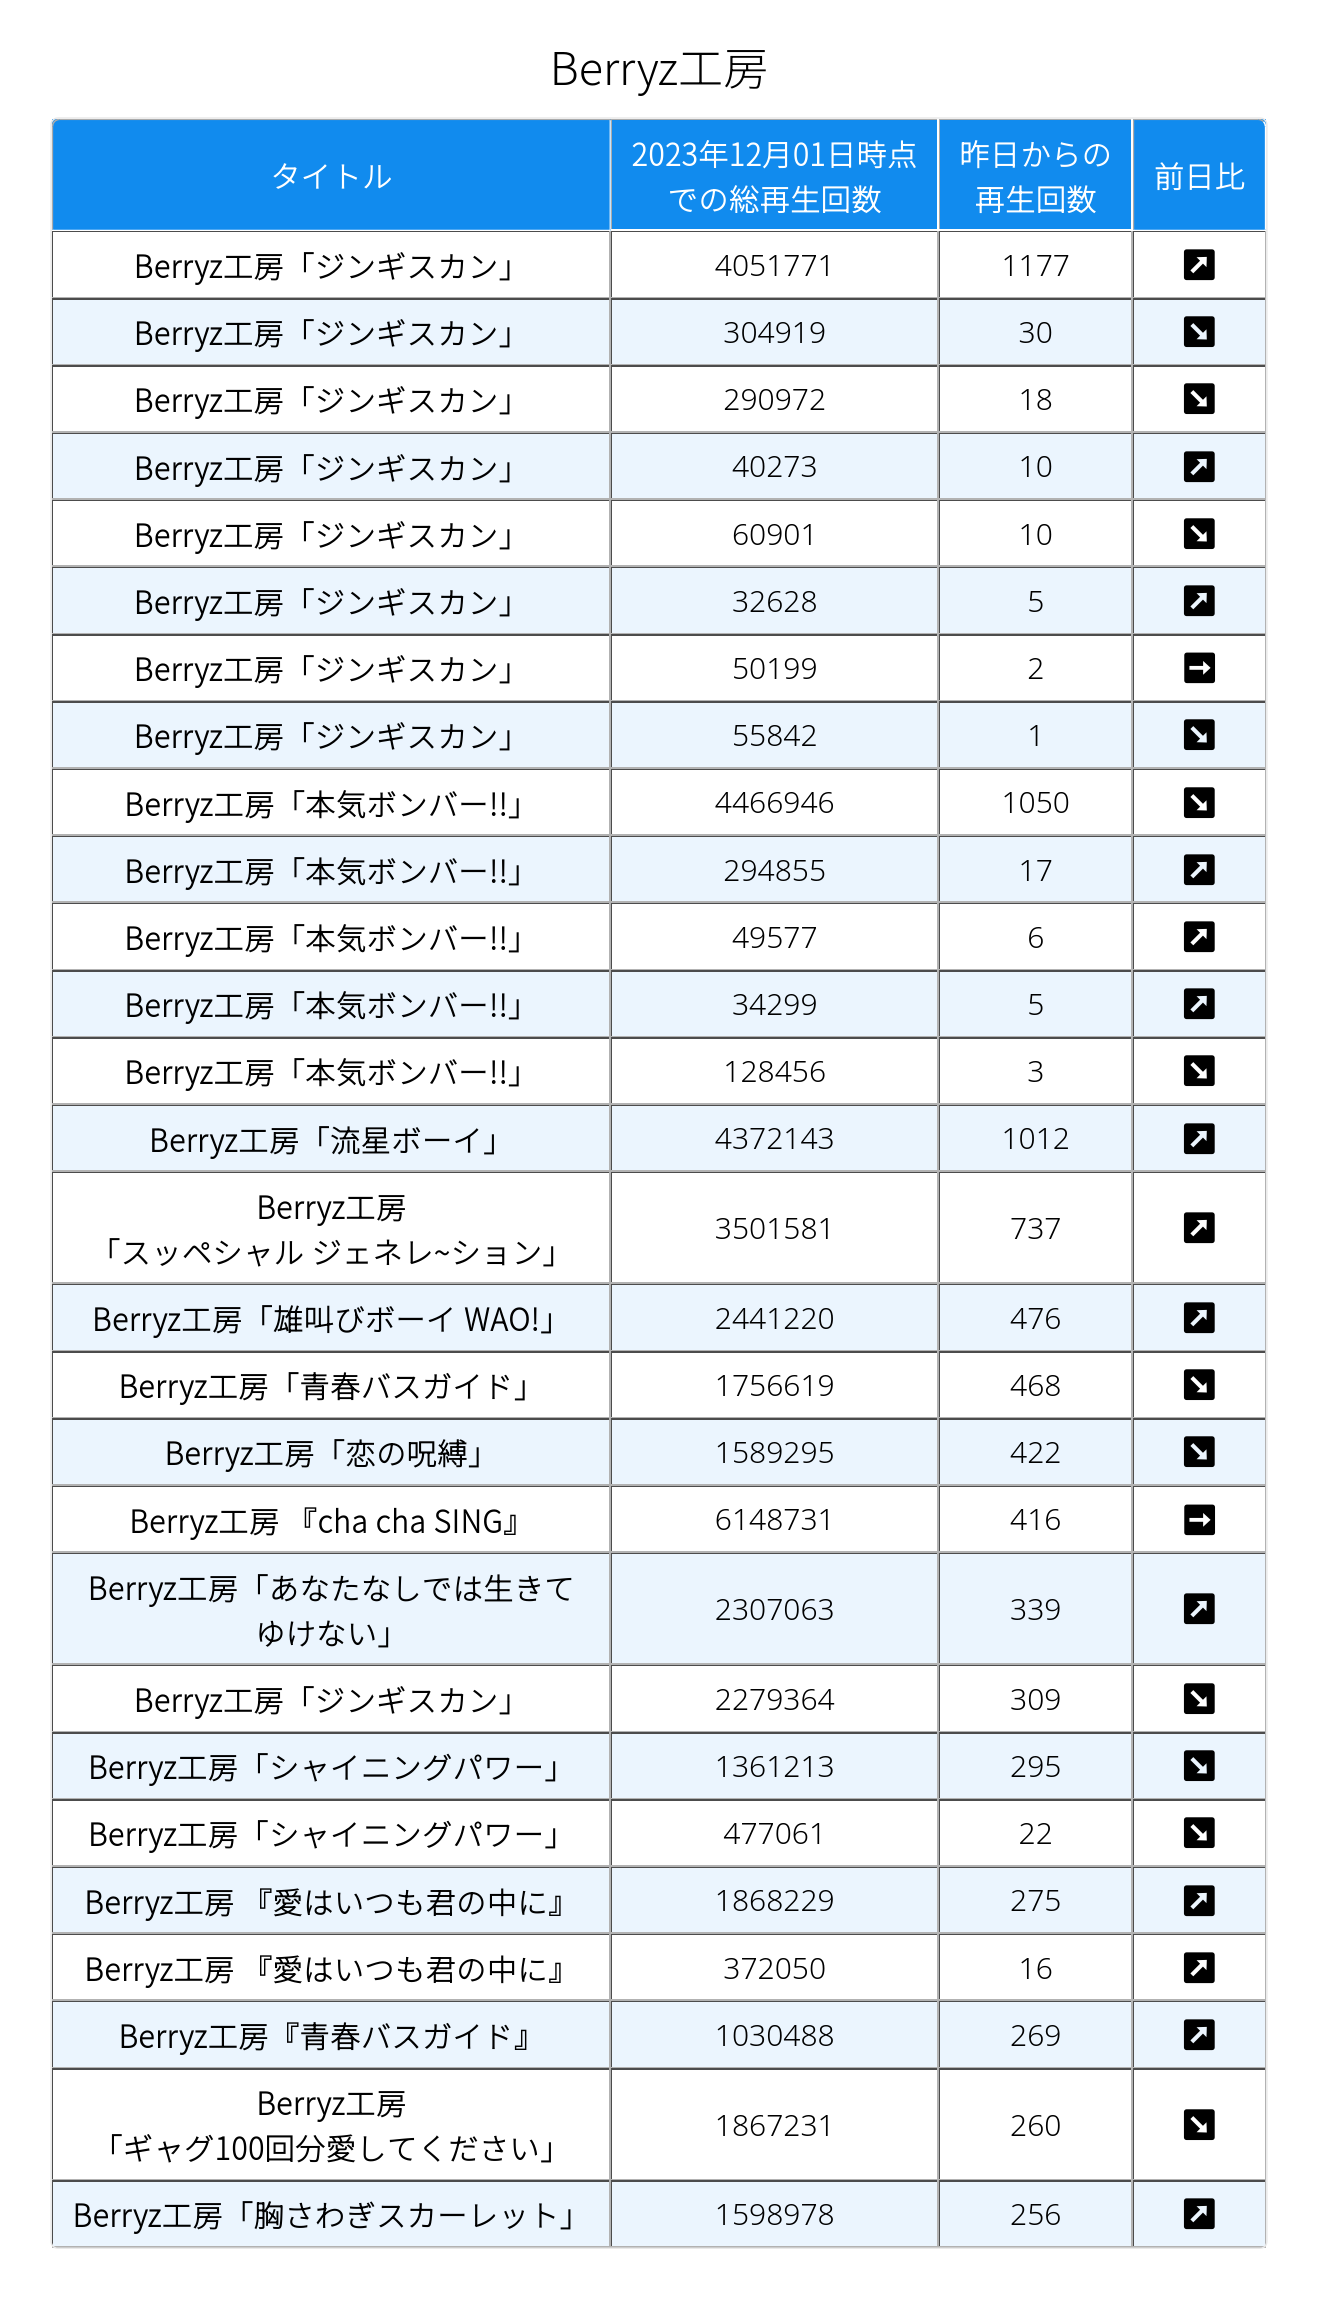 Berryz工房
タイトル 2023年12月01日時点 昨日からの 前日比
での総再生回数 再生回数
Berryz工房「ジンギスカン」 4051771 1177 ↗
Berryz工房「ジンギスカン」 304919 30 ↘
Berryz工房「ジンギスカン」 290972 18 ↘
Berryz工房「ジンギスカン」 40273 10 ↗
Berryz工房「ジンギスカン」 60901 10 ↘
Berryz工房「ジンギスカン」 32628 5 ↗
Berryz工房「ジンギスカン」 50199 2 →
Berryz工房「ジンギスカン」 55842 1 ↘
Berryz工房「本気ボンバー!!」 4466946 1050 ↘
Berryz工房「本気ボンバー!!」 294855 17 ↗
Berryz工房「本気ボンバー!!」 49577 6 ↗
Berryz工房「本気ボンバー!!」 34299 5 ↗
Berryz工房「本気ボンバー!!」 128456 3 ↘
Berryz工房「流星ボーイ」 4372143 1012 ↗
Berryz工房
「スッペシャル ジェネレ~ション」 3501581 737 ↗
Berryz工房「雄叫びボーイ WAO!」 2441220 476 ↗
Berryz工房「青春バスガイド」 1756619 468 ↘
Berryz工房「恋の呪縛」 1589295 422 ↘
Berryz工房 『cha cha SING』 6148731 416 →
Berryz工房「あなたなしでは生きて
ゆけない」 2307063 339 ↗
Berryz工房「ジンギスカン」 2279364 309 ↘
Berryz工房「シャイニングパワー」 1361213 295 ↘
Berryz工房「シャイニングパワー」 477061 22 ↘
Berryz工房 『愛はいつも君の中に』 1868229 275 ↗
Berryz工房 『愛はいつも君の中に』 372050 16 ↗
Berryz工房『青春バスガイド』 1030488 269 ↗
Berryz工房
「ギャグ100回分愛してください」 1867231 260 ↘
Berryz工房「胸さわぎスカーレット」 1598978 256 ↗